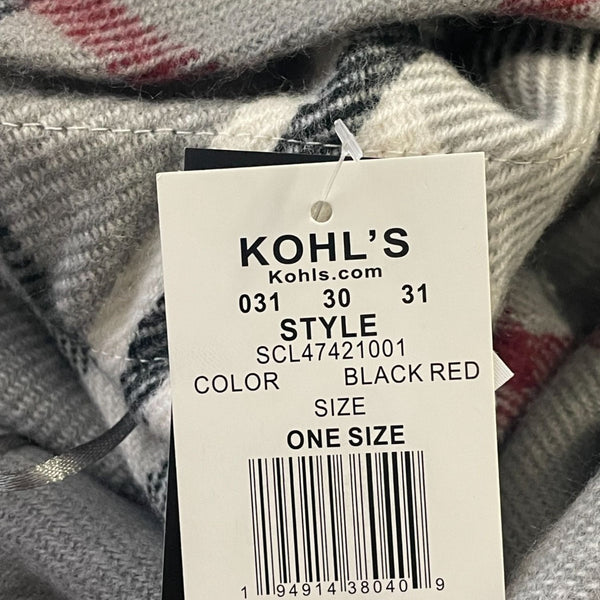 KOHL'S
Kohls.com
031 30 31
STYLE
SCL47421001
COLOR BLACK RED
SIZE
ONE SIZE
1 94914 38040 9